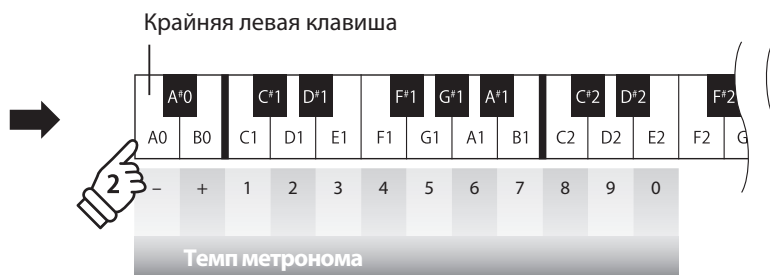 Крайняя левая клавиша
A#0 C#1 D#1 F#1 G#1 A#1 C#2 D#2 F#2
A0 B0 C1 D1 E1 F1 G1 A1 B1 C2 D2 E2 F2 G
2 – + 1 2 3 4 5 6 7 8 9 0
Темп метронома